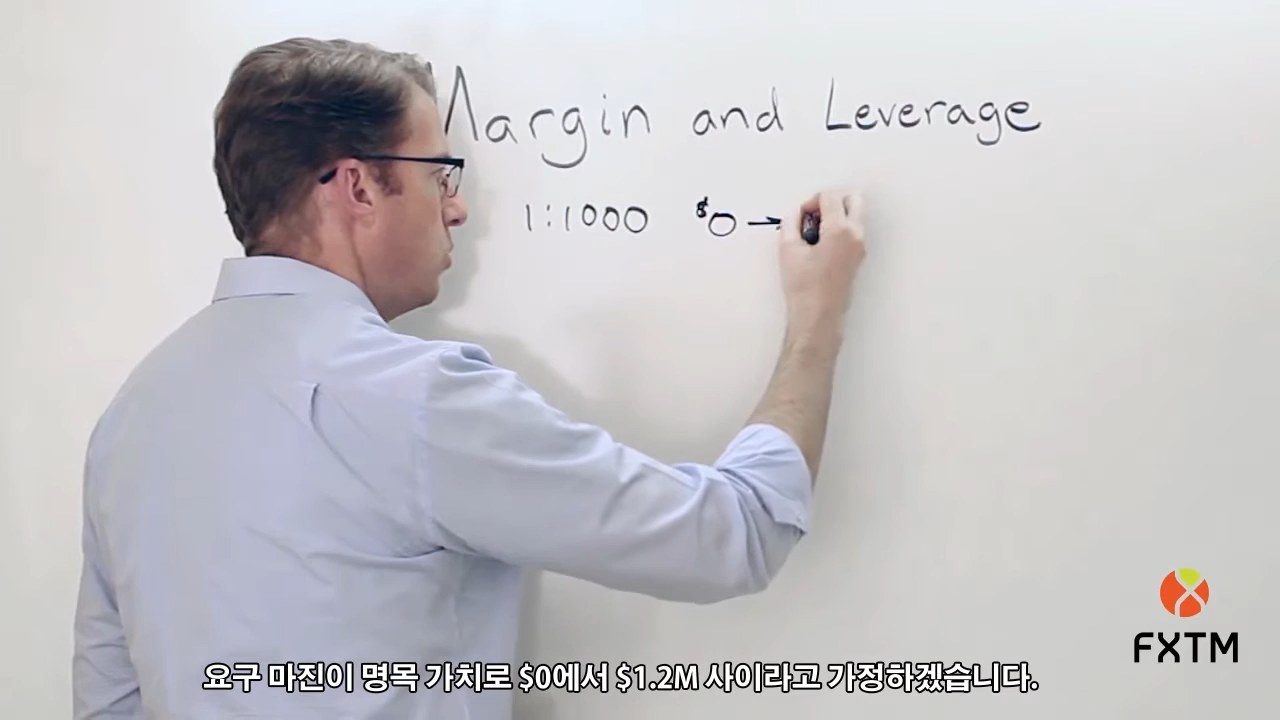 Margin and Leverage
1:1000 $0 →
FXTM
요구 마진이 명목 가치로 $0에서 $1.2M 사이라고 가정하겠습니다.